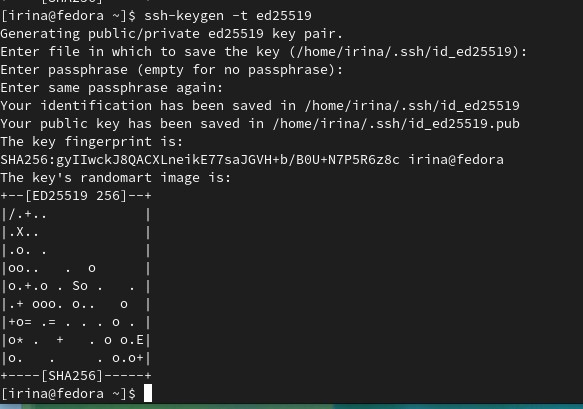 +----[SHA256]-----+
[irina@fedora ~]$ ssh-keygen -t ed25519
Generating public/private ed25519 key pair.
Enter file in which to save the key (/home/irina/.ssh/id_ed25519):
Enter passphrase (empty for no passphrase):
Enter same passphrase again:
Your identification has been saved in /home/irina/.ssh/id_ed25519
Your public key has been saved in /home/irina/.ssh/id_ed25519.pub
The key fingerprint is:
SHA256:gyIIwckJ8QACXLneikE77saJGVH+b/B0U+N7P5R6z8c irina@fedora
The key's randomart image is:
+--[ED25519 256]--+
|/.+..            |
|.X..             |
|.o. .            |
|oo..   .  o      |
|o.+.o . So .   . |
|.+ ooo. o..   o  |
|+o= .= . . . o . |
|o* .  +   . o o.E|
|o.   .     . o.o+|
+----[SHA256]-----+
[irina@fedora ~]$